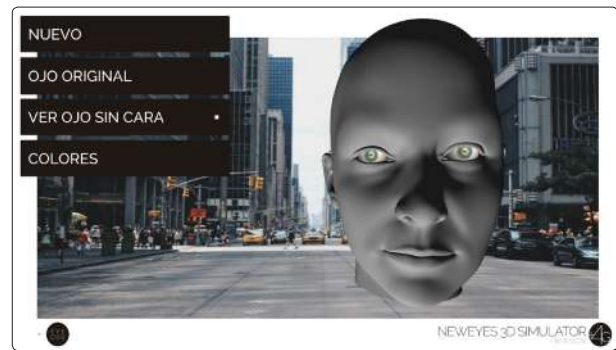 NUEVO
OJO ORIGINAL
VER OJO SIN CARA
COLORES
NEWEYES 3D SIMULATOR